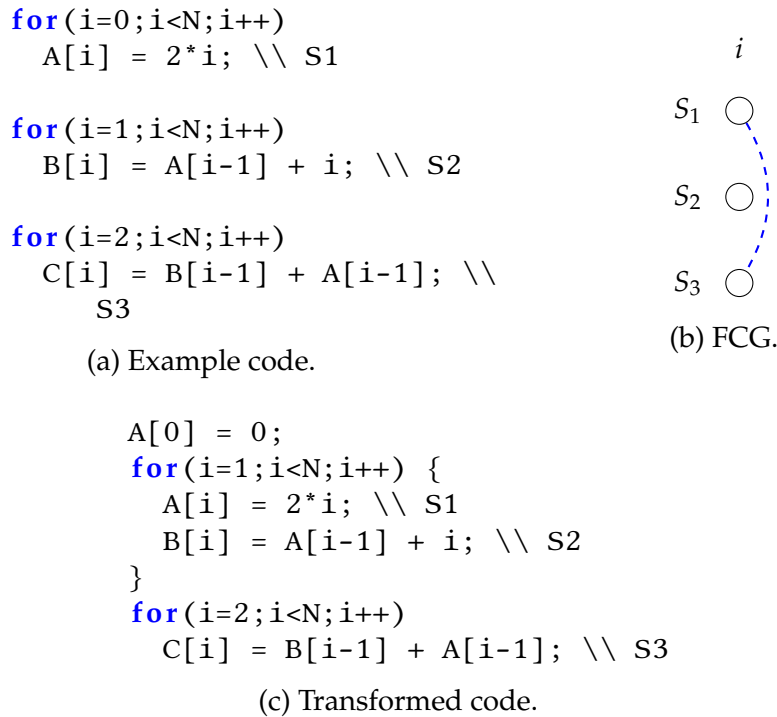 for(i=0;i<N;i++)
A[i] = 2*i; \\ S1
for(i=1;i<N;i++)
B[i] = A[i-1] + i; \\ S2
for(i=2;i<N;i++)
C[i] = B[i-1] + A[i-1]; \\
S3
(a) Example code.
i
S1
S2
S3
(b) FCG.
A[0] = 0;
for(i=1;i<N;i++) {
A[i] = 2*i; \\ S1
B[i] = A[i-1] + i; \\ S2
}
for(i=2;i<N;i++)
C[i] = B[i-1] + A[i-1]; \\ S3
(c) Transformed code.